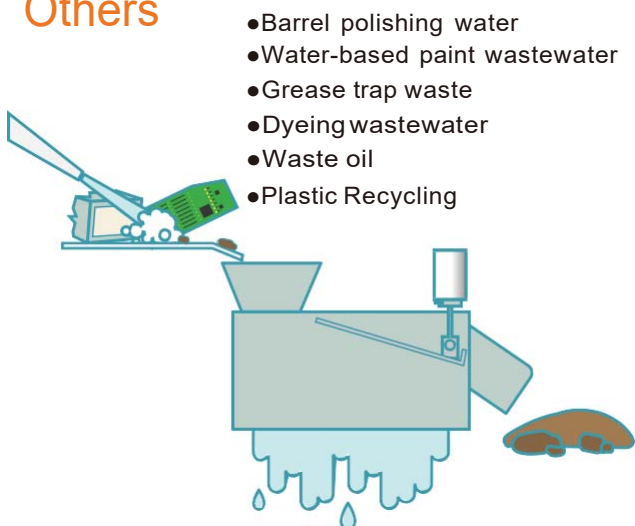 Others
●Barrel polishing water
●Water-based paint wastewater
●Grease trap waste
●Dyeing wastewater
●Waste oil
●Plastic Recycling